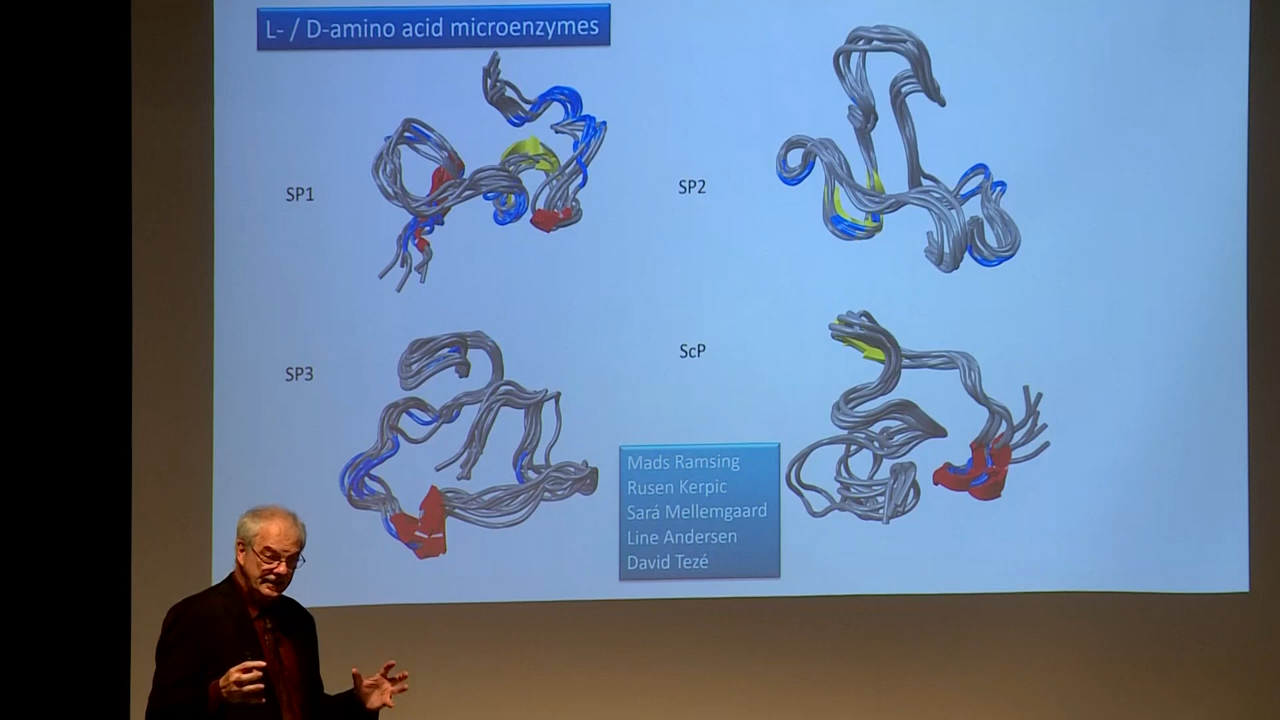 L- / D-amino acid microenzymes
SP1
SP2
SP3
ScP
Mads Ramsing
Rusen Kerpic
Sará Mellemgaard
Line Andersen
David Tezé